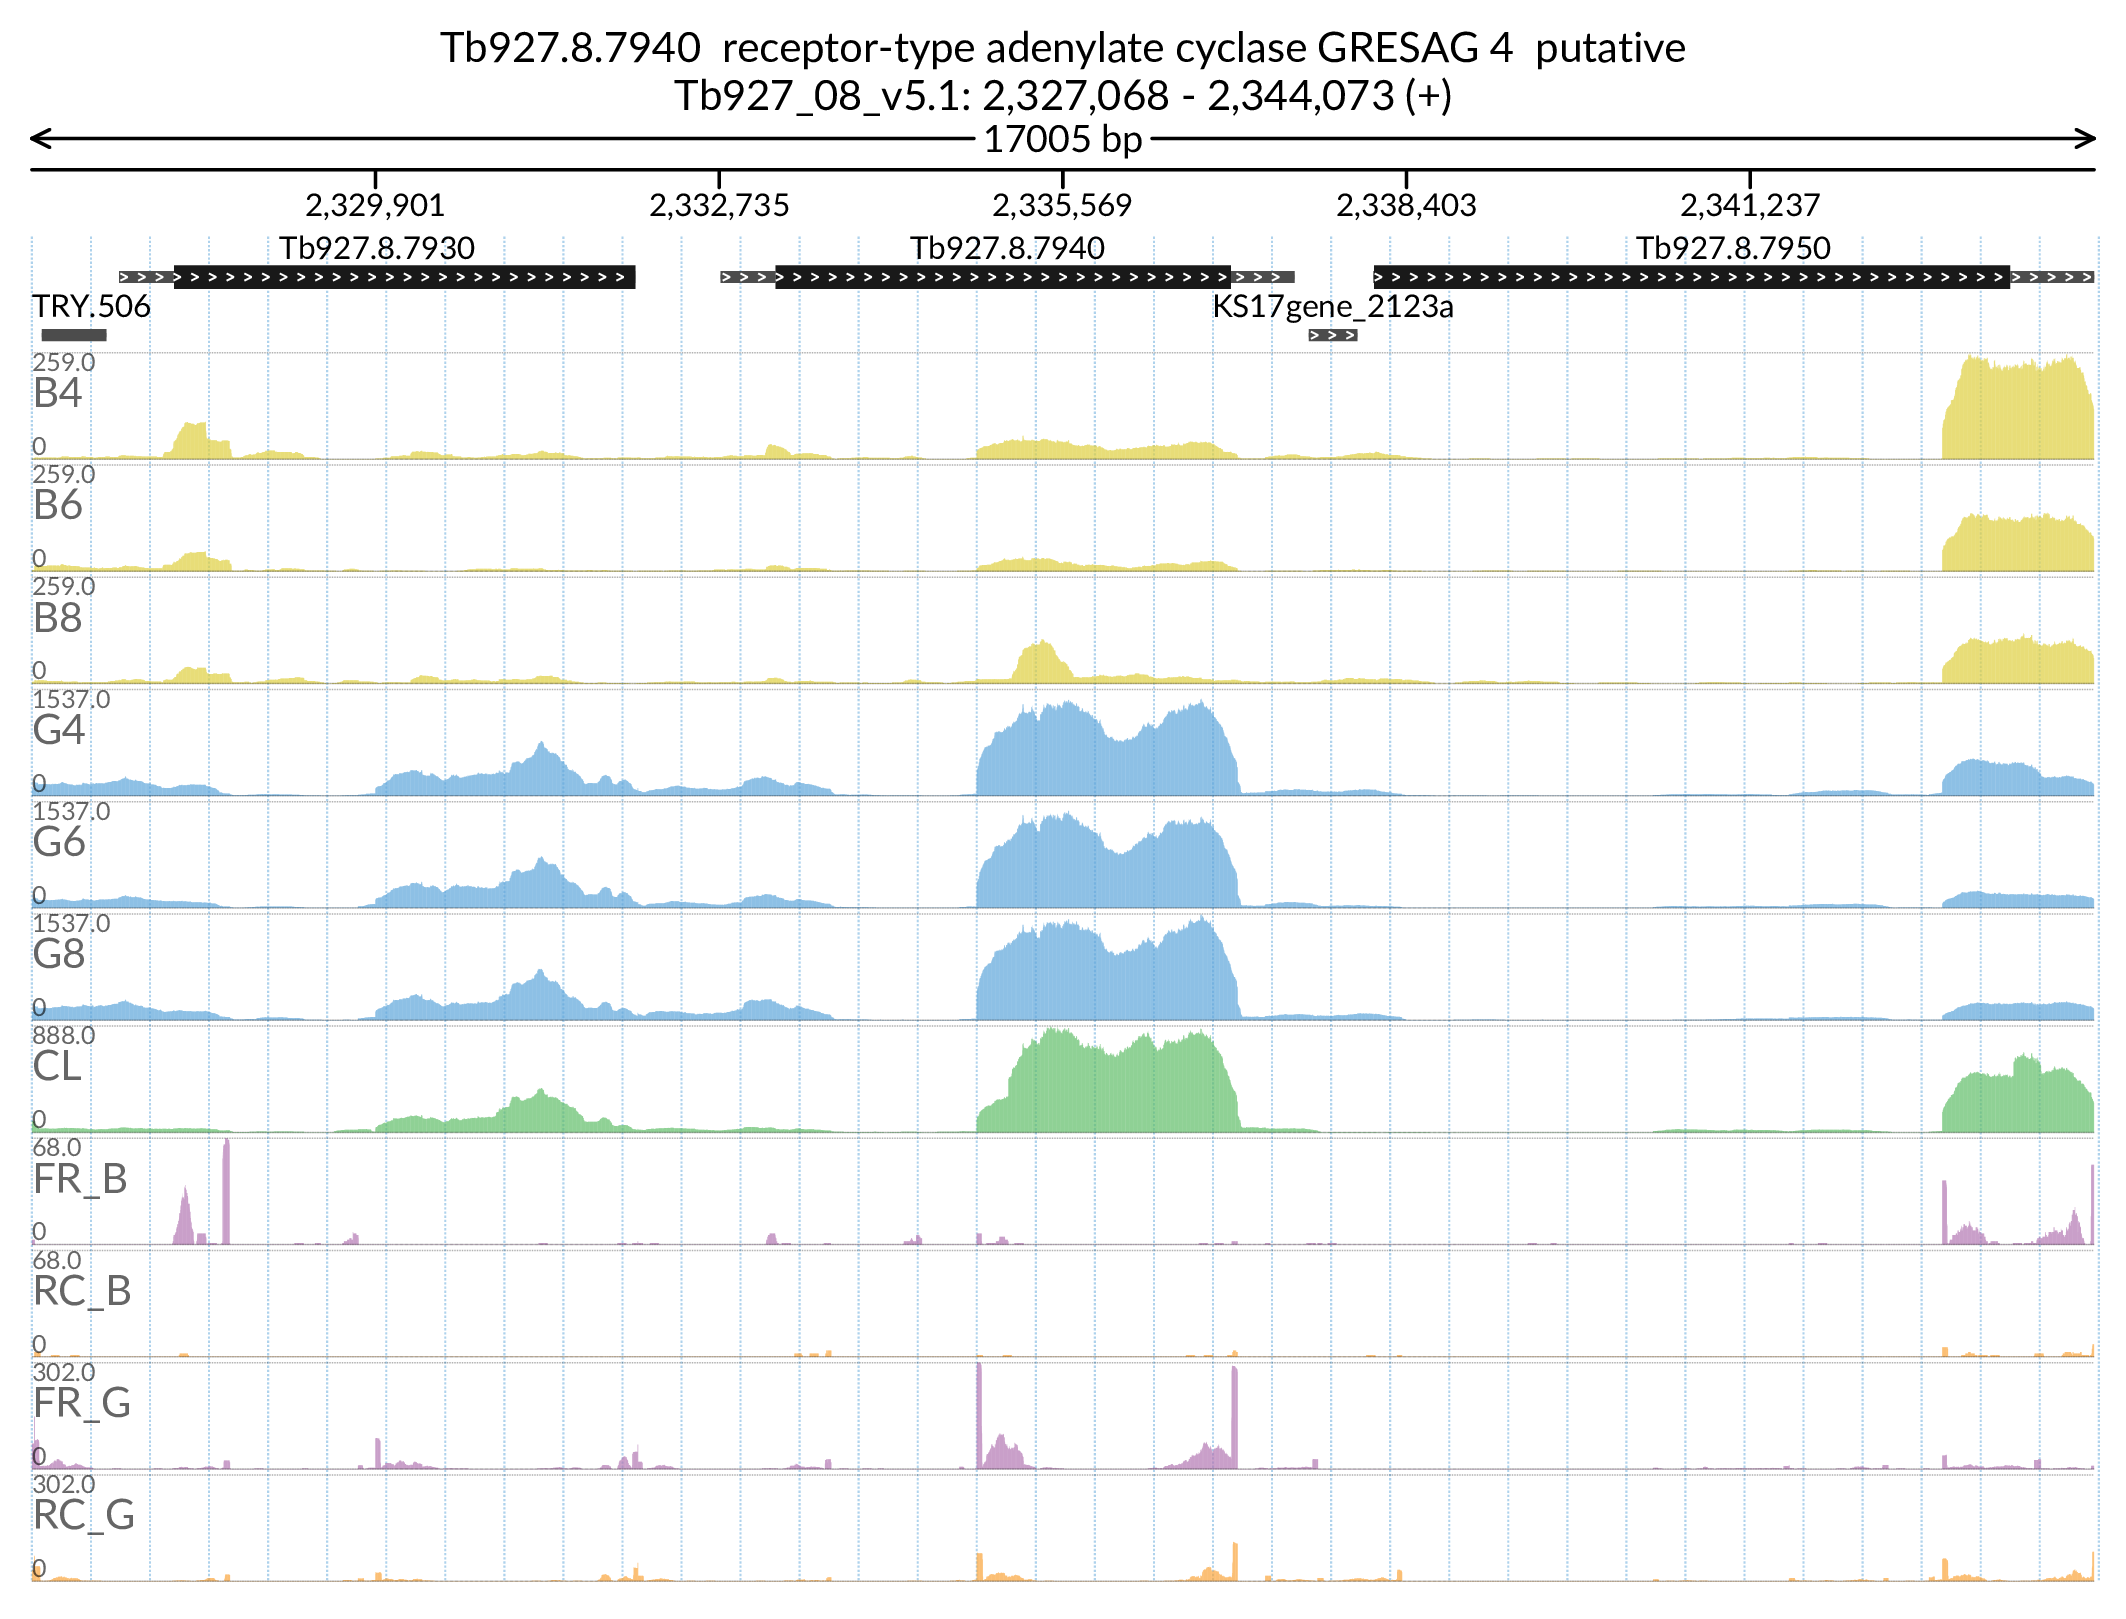 Tb927.8.7940  receptor-type adenylate cyclase GRESAG 4  putative
Tb927_08_v5.1: 2,327,068 - 2,344,073 (+)
17005 bp
2,329,901 2,332,735 2,335,569 2,338,403 2,341,237
Tb927.8.7930 Tb927.8.7940 Tb927.8.7950
TRY.506 KS17gene_2123a
259.0
B4
0
259.0
B6
0
259.0
B8
0
1537.0
G4
0
1537.0
G6
0
1537.0
G8
0
888.0
CL
0
68.0
FR_B
0
68.0
RC_B
0
302.0
FR_G
0
302.0
RC_G
0